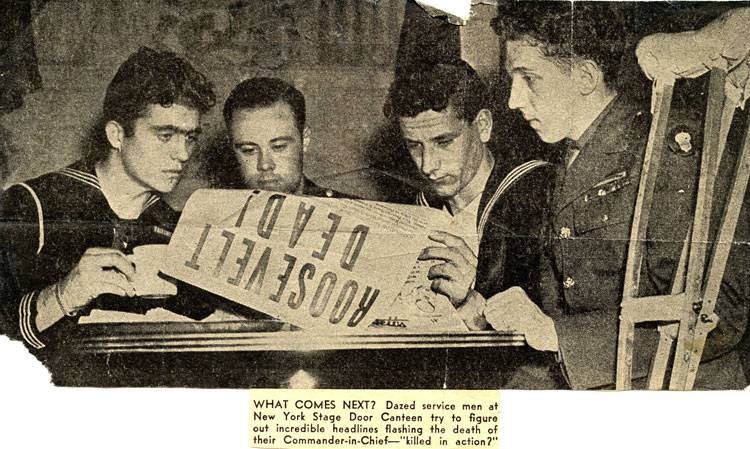 ROOSEVELT
DEAD!
WHAT COMES NEXT? Dazed service men at
New York Stage Door Canteen try to figure
out incredible headlines flashing the death of
their Commander-in-Chief—"killed in action?"